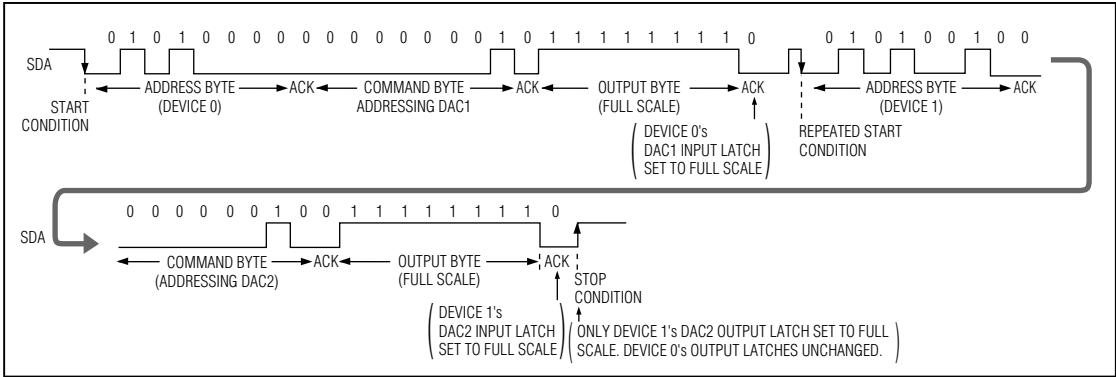 0 1 0 1 0 0 0 0 0 0 0 0 0 0 0 0 1 0 1 1 1 1 1 1 1 1 0
0 1 0 1 0 0 1 0 0
SDA
START CONDITION
ADDRESS BYTE
(DEVICE 0)
ACK
COMMAND BYTE
ADDRESSING DAC1
ACK
OUTPUT BYTE
(FULL SCALE)
ACK
ADDRESS BYTE
(DEVICE 1)
ACK
DEVICE 0's
DAC1 INPUT LATCH
SET TO FULL SCALE
REPEATED START
CONDITION
0 0 0 0 0 0 1 0 0 1 1 1 1 1 1 1 1 0
SDA
COMMAND BYTE
(ADDRESSING DAC2)
ACK
OUTPUT BYTE
(FULL SCALE)
ACK
STOP
CONDITION
DEVICE 1's
DAC2 INPUT LATCH
SET TO FULL SCALE
ONLY DEVICE 1's DAC2 OUTPUT LATCH SET TO FULL
SCALE. DEVICE 0's OUTPUT LATCHES UNCHANGED.